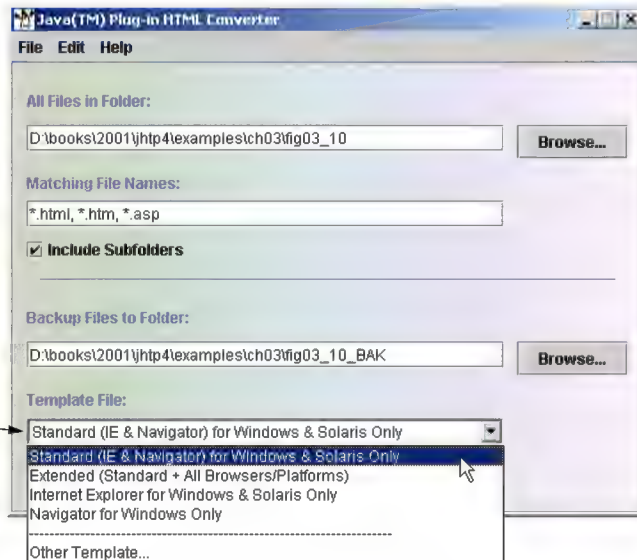 Java(TM) Plug-in HTML Converter
File Edit Help
All Files in Folder:
D:\books\2001\jhtp4\examples\ch03\fig03_10
Browse...
Matching File Names:
*.html, *.htm, *.asp
Include Subfolders
Backup Files to Folder:
D:\books\2001\jhtp4\examples\ch03\fig03_10_BAK
Browse...
Template File:
Standard (IE & Navigator) for Windows & Solaris Only
Standard (IE & Navigator) for Windows & Solaris Only
Extended (Standard + All Browsers/Platforms)
Internet Explorer for Windows & Solaris Only
Navigator for Windows Only
Other Template...